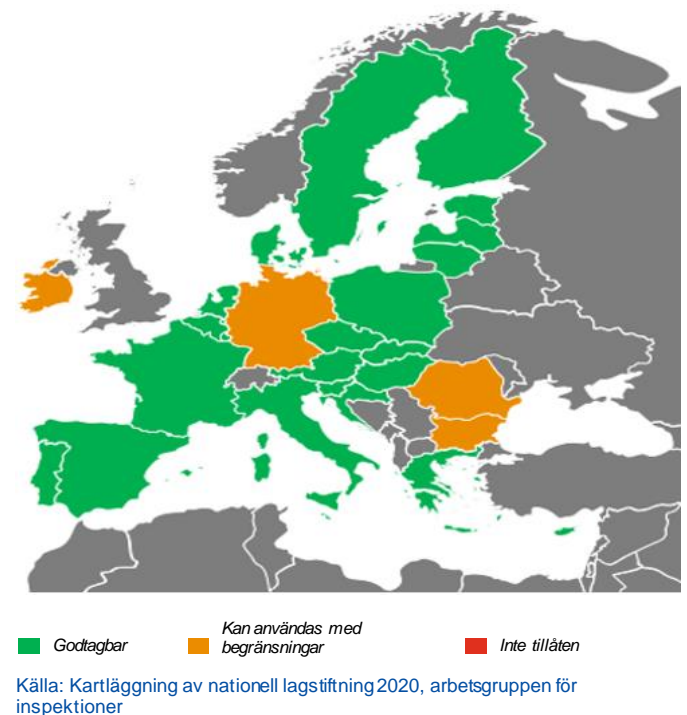 Godtagbar
Kan användas med
begränsningar
Inte tillåten
Källa: Kartläggning av nationell lagstiftning 2020, arbetsgruppen för
inspektioner